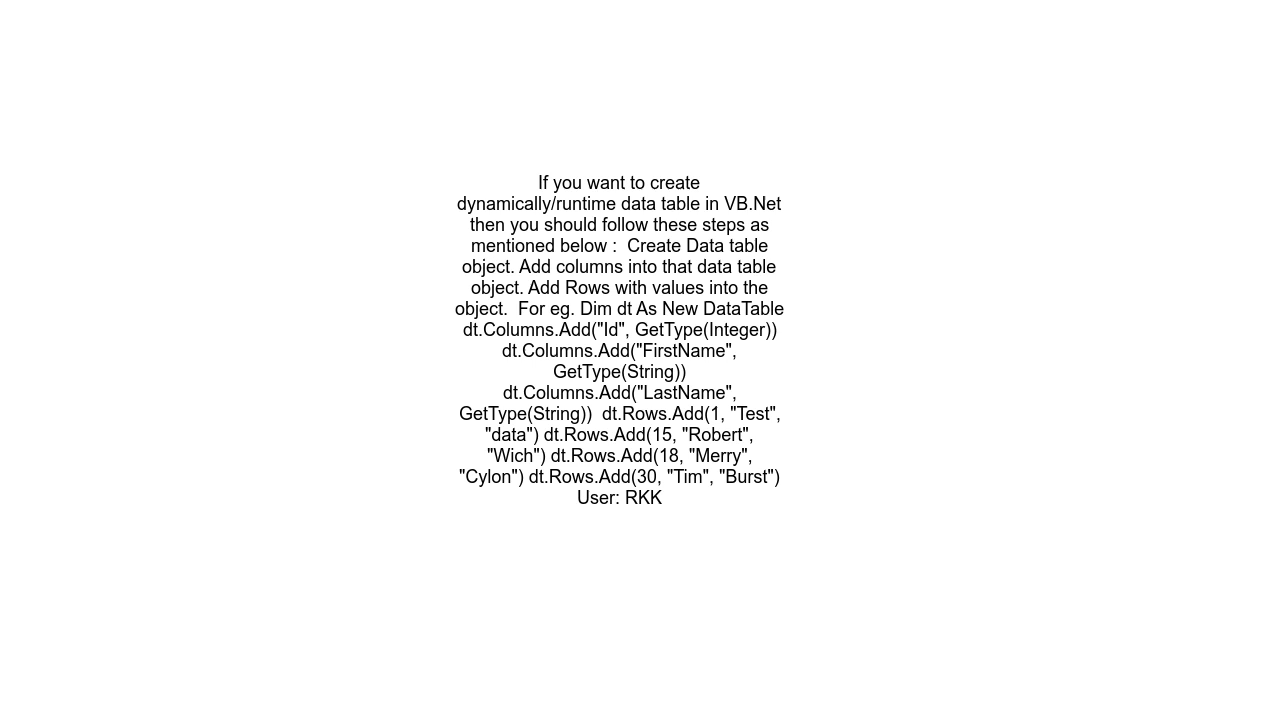 If you want to create
dynamically/runtime data table in VB.Net
then you should follow these steps as
mentioned below :  Create Data table
object. Add columns into that data table
object. Add Rows with values into the
object.  For eg. Dim dt As New DataTable
dt.Columns.Add("Id", GetType(Integer))
dt.Columns.Add("FirstName",
GetType(String))
dt.Columns.Add("LastName",
GetType(String))  dt.Rows.Add(1, "Test",
"data") dt.Rows.Add(15, "Robert",
"Wich") dt.Rows.Add(18, "Merry",
"Cylon") dt.Rows.Add(30, "Tim", "Burst")
User: RKK